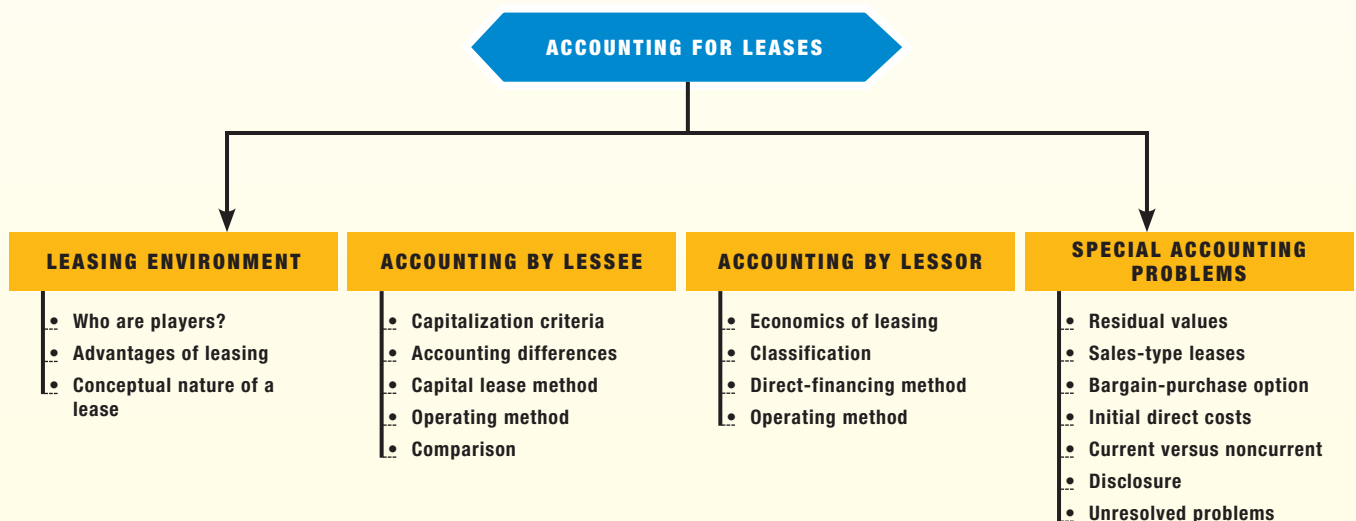 ACCOUNTING FOR LEASES
LEASING ENVIRONMENT
• Who are players?
• Advantages of leasing
• Conceptual nature of a
lease
ACCOUNTING BY LESSEE
• Capitalization criteria
• Accounting differences
• Capital lease method
• Operating method
• Comparison
ACCOUNTING BY LESSOR
• Economics of leasing
• Classification
• Direct-financing method
• Operating method
SPECIAL ACCOUNTING
PROBLEMS
• Residual values
• Sales-type leases
• Bargain-purchase option
• Initial direct costs
• Current versus noncurrent
• Disclosure
• Unresolved problems